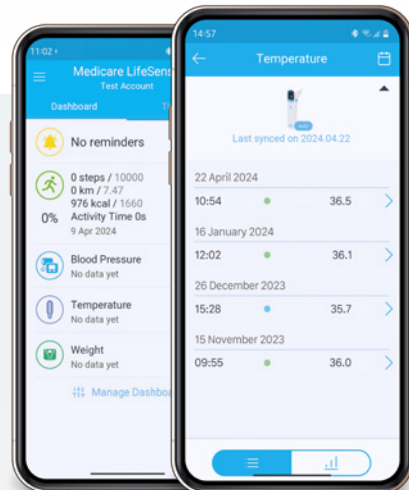 11:02
Medicare LifeSens
Test Account
Dashboard
No reminders
0 steps / 10000
0 km / 7.47
976 kcal / 1660
0%
Activity Time 0s
9 Apr 2024
Blood Pressure
No data yet
Temperature
No data yet
Weight
No data yet
Manage Dashboa
14:57
Temperature
Last synced on 2024.04.22
22 April 2024
10:54 36.5
16 January 2024
12:02 36.1
26 December 2023
15:28 35.7
15 November 2023
09:55 36.0